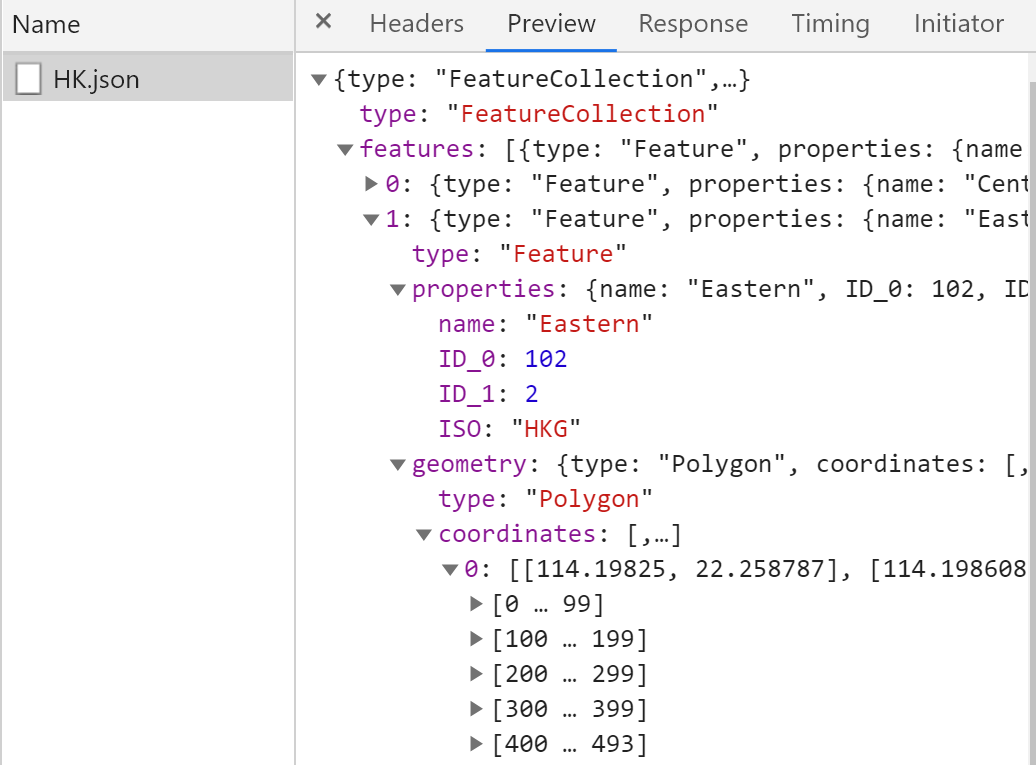 Name
HK.json
× Headers Preview Response Timing Initiator
▼{type: "FeatureCollection",…}
type: "FeatureCollection"
▼features: [{type: "Feature", properties: {name
▶0: {type: "Feature", properties: {name: "Cent
▼1: {type: "Feature", properties: {name: "East
type: "Feature"
▼properties: {name: "Eastern", ID_0: 102, ID
name: "Eastern"
ID_0: 102
ID_1: 2
ISO: "HKG"
▼geometry: {type: "Polygon", coordinates: [,
type: "Polygon"
▼coordinates: [,…]
▼0: [[114.19825, 22.258787], [114.198608
▶[0 … 99]
▶[100 … 199]
▶[200 … 299]
▶[300 … 399]
▶[400 … 493]